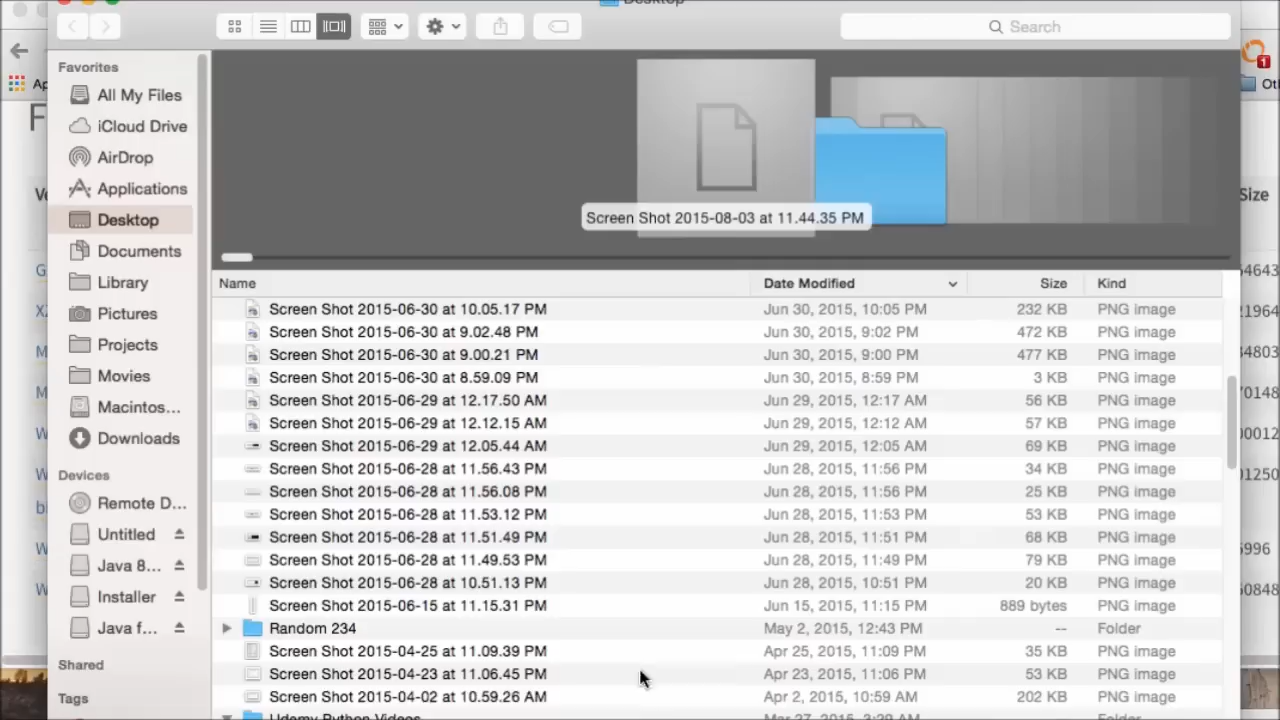 Desktop
Search
1
Ap
Otl
F
Favorites
All My Files
iCloud Drive
AirDrop
Applications
Desktop
Documents
Library
Pictures
Projects
Movies
Macintos...
Downloads
Devices
Remote D...
Untitled
Java 8...
Installer
Java f...
Shared
Tags
Screen Shot 2015-08-03 at 11.44.35 PM
Name Date Modified Size Kind
Screen Shot 2015-06-30 at 10.05.17 PM Jun 30, 2015, 10:05 PM 232 KB PNG image
Screen Shot 2015-06-30 at 9.02.48 PM Jun 30, 2015, 9:02 PM 472 KB PNG image
Screen Shot 2015-06-30 at 9.00.21 PM Jun 30, 2015, 9:00 PM 477 KB PNG image
Screen Shot 2015-06-30 at 8.59.09 PM Jun 30, 2015, 8:59 PM 3 KB PNG image
Screen Shot 2015-06-29 at 12.17.50 AM Jun 29, 2015, 12:17 AM 56 KB PNG image
Screen Shot 2015-06-29 at 12.12.15 AM Jun 29, 2015, 12:12 AM 57 KB PNG image
Screen Shot 2015-06-29 at 12.05.44 AM Jun 29, 2015, 12:05 AM 69 KB PNG image
Screen Shot 2015-06-28 at 11.56.43 PM Jun 28, 2015, 11:56 PM 34 KB PNG image
Screen Shot 2015-06-28 at 11.56.08 PM Jun 28, 2015, 11:56 PM 25 KB PNG image
Screen Shot 2015-06-28 at 11.53.12 PM Jun 28, 2015, 11:53 PM 53 KB PNG image
Screen Shot 2015-06-28 at 11.51.49 PM Jun 28, 2015, 11:51 PM 68 KB PNG image
Screen Shot 2015-06-28 at 11.49.53 PM Jun 28, 2015, 11:49 PM 79 KB PNG image
Screen Shot 2015-06-28 at 10.51.13 PM Jun 28, 2015, 10:51 PM 20 KB PNG image
Screen Shot 2015-06-15 at 11.15.31 PM Jun 15, 2015, 11:15 PM 889 bytes PNG image
Random 234 May 2, 2015, 12:43 PM -- Folder
Screen Shot 2015-04-25 at 11.09.39 PM Apr 25, 2015, 11:09 PM 35 KB PNG image
Screen Shot 2015-04-23 at 11.06.45 PM Apr 23, 2015, 11:06 PM 53 KB PNG image
Screen Shot 2015-04-02 at 10.59.26 AM Apr 2, 2015, 10:59 AM 202 KB PNG image
Udemy Python Videos Mar 27, 2015, 3:29 AM -- Folder
Size